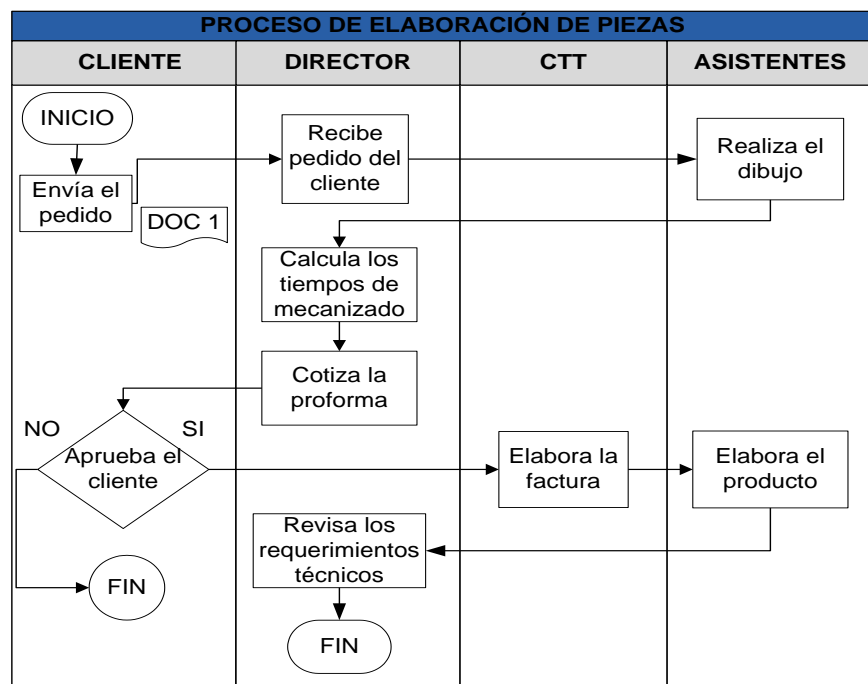 PROCESO DE ELABORACIÓN DE PIEZAS
CLIENTE
DIRECTOR
CTT
ASISTENTES
INICIO
Envía el
pedido
DOC 1
Recibe
pedido del
cliente
Realiza el
dibujo
Calcula los
tiempos de
mecanizado
Cotiza la
proforma
NO
SI
Aprueba el
cliente
Elabora la
factura
Elabora el
producto
Revisa los
requerimientos
técnicos
FIN
FIN